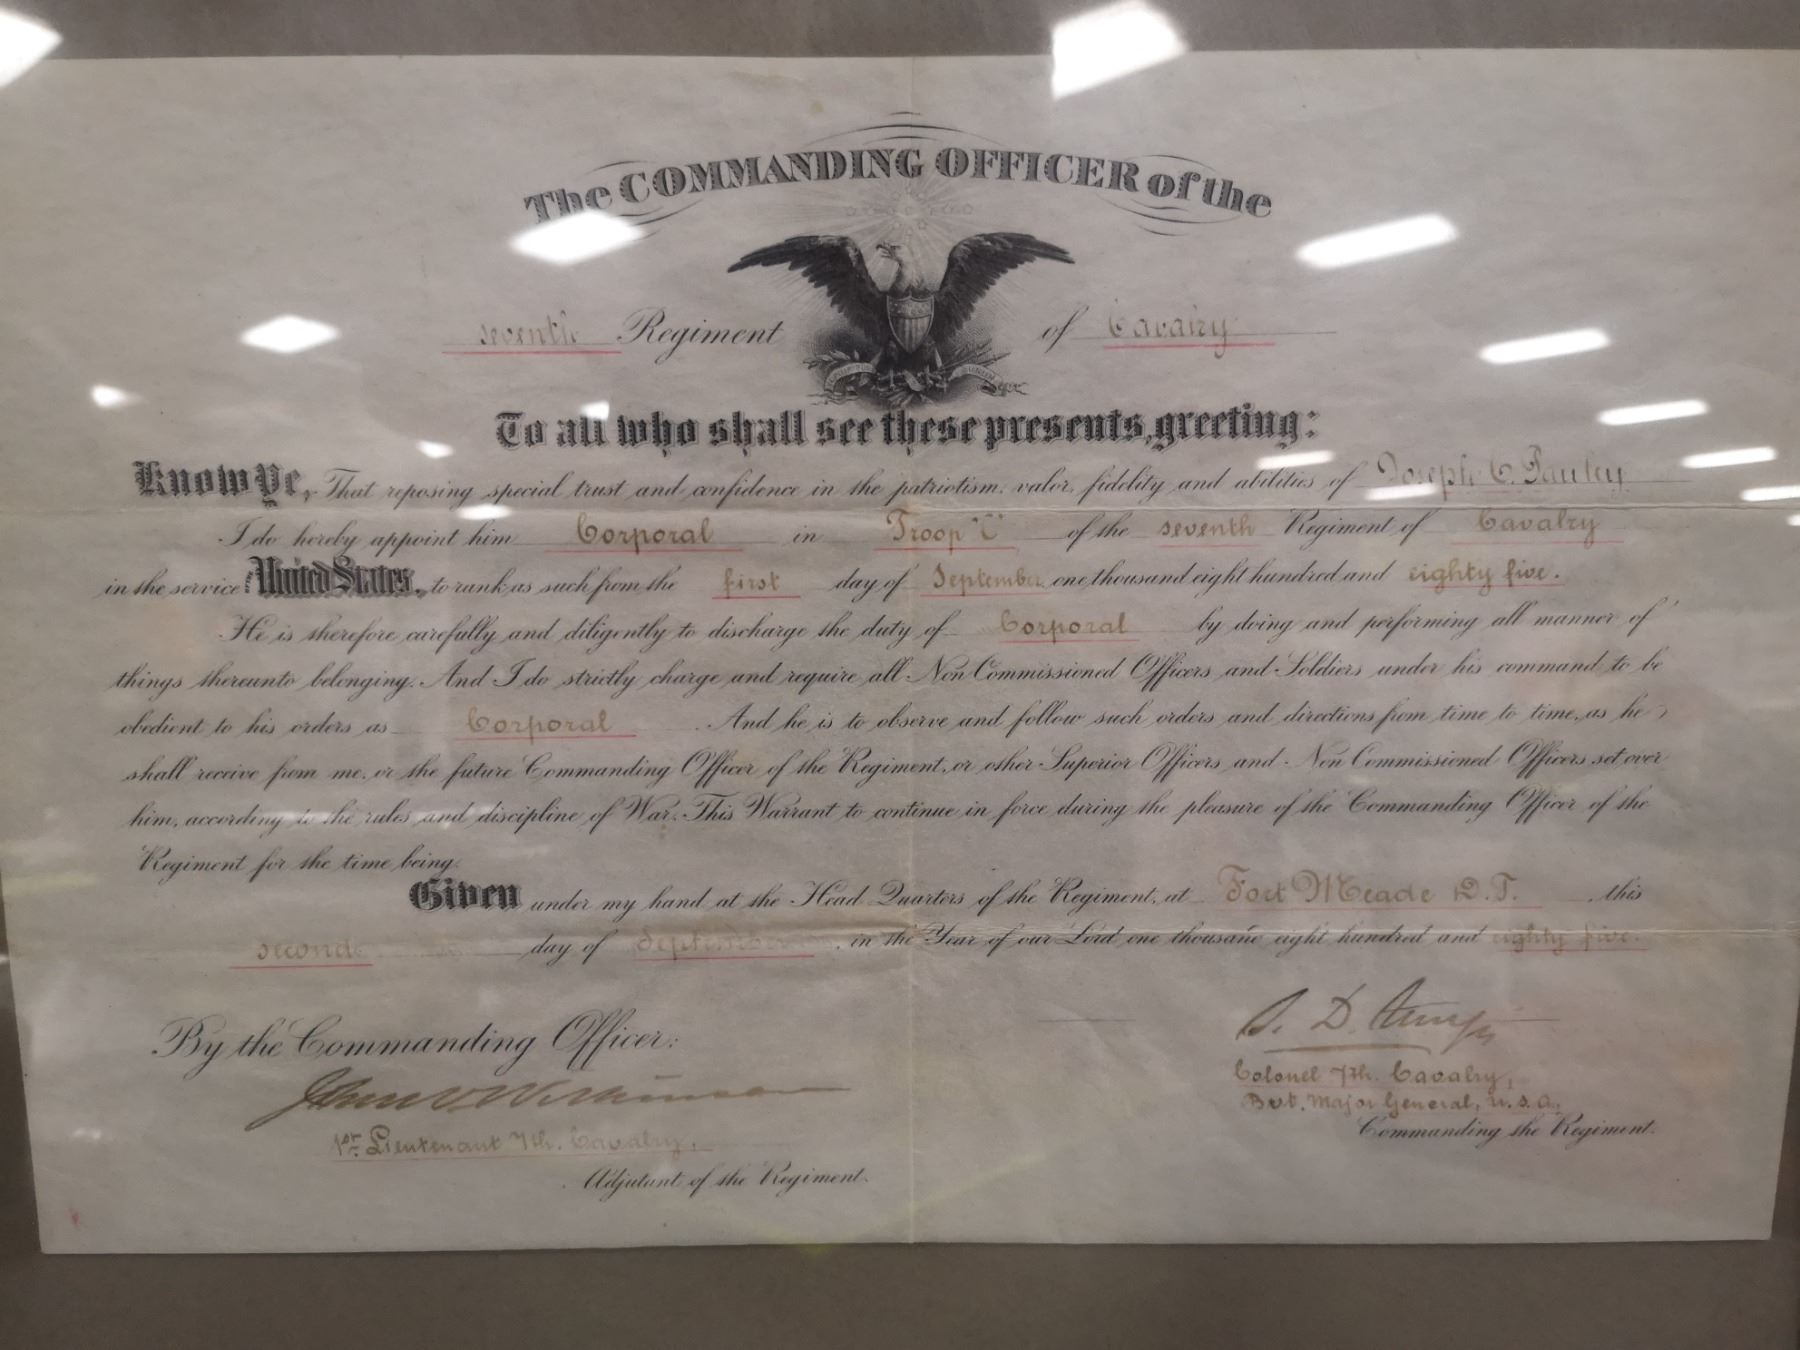 The COMMANDING OFFICER of the
seventh Regiment of Cavalry
To all who shall see these presents, greeting:
Know Ye, That reposing special trust and confidence in the patriotism, valor, fidelity and abilities of Joseph C. Pauley
I do hereby appoint him Corporal in Troop "C" of the seventh Regiment of Cavalry
in the service of the United States, to rank as such from the first day of September one thousand eight hundred and eighty five.
He is therefore carefully and diligently to discharge the duty of Corporal by doing and performing all manner of
things thereunto belonging. And I do strictly charge and require all Non Commissioned Officers and Soldiers under his command to be
obedient to his orders as Corporal And he is to observe and follow such orders and directions from time to time, as he
shall receive from me, or the future Commanding Officer of the Regiment, or other Superior Officers and Non Commissioned Officers set over
him, according to the rules and discipline of War. This Warrant to continue in force during the pleasure of the Commanding Officer of the
Regiment for the time being.
Given under my hand at the Head Quarters of the Regiment, at Fort Meade D.T. this
second day of September in the Year of our Lord one thousand eight hundred and eighty five.
By the Commanding Officer:
S. D. Sturgis
Colonel 7th. Cavalry,
Bvt. Major General, U.S.A.,
Commanding the Regiment.
1st. Lieutenant 7th. Cavalry,
Adjutant of the Regiment.